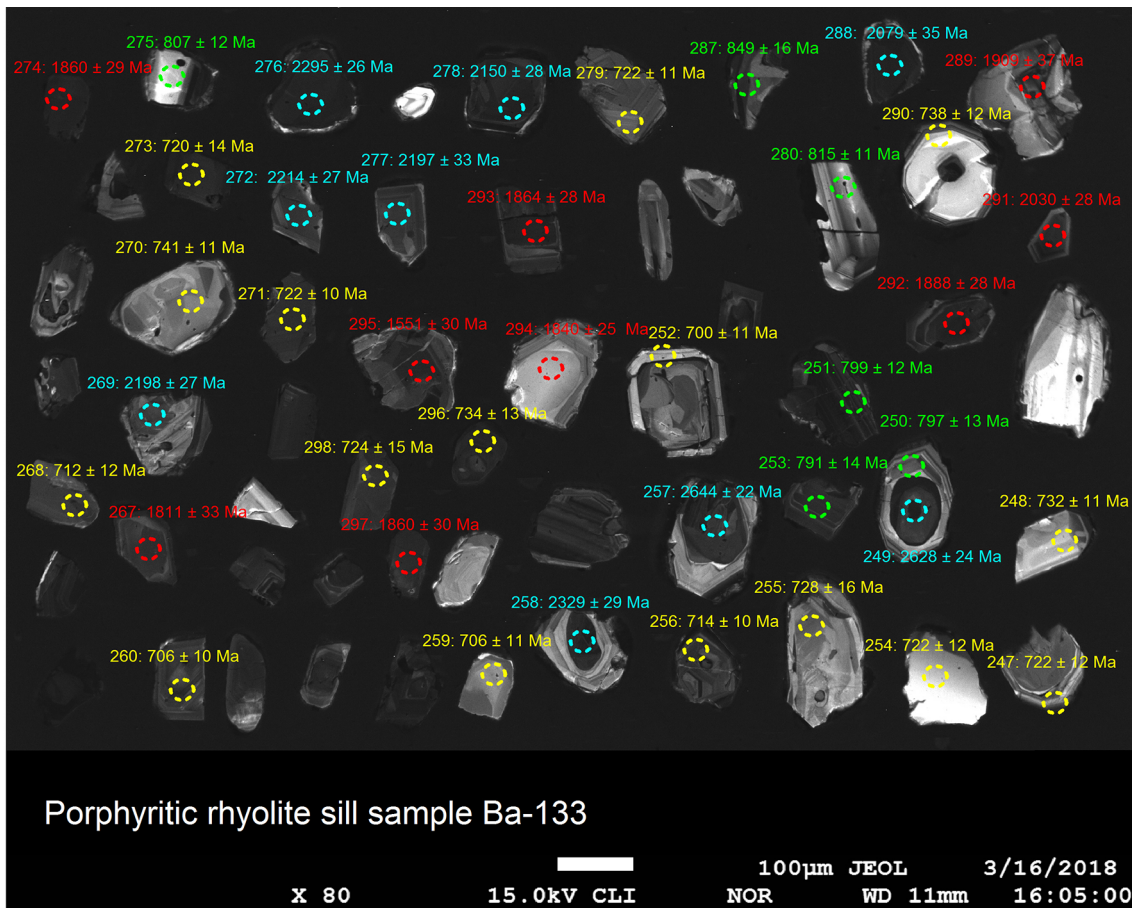 275: 807 ± 12 Ma
274: 1860 ± 29 Ma
276: 2295 ± 26 Ma
278: 2150 ± 28 Ma
279: 722 ± 11 Ma
287: 849 ± 16 Ma
288: 2079 ± 35 Ma
289: 1909 ± 37 Ma
290: 738 ± 12 Ma
273: 720 ± 14 Ma
277: 2197 ± 33 Ma
280: 815 ± 11 Ma
272: 2214 ± 27 Ma
293: 1864 ± 28 Ma
291: 2030 ± 28 Ma
270: 741 ± 11 Ma
271: 722 ± 10 Ma
292: 1888 ± 28 Ma
295: 1551 ± 30 Ma
294: 1840 ± 25 Ma
252: 700 ± 11 Ma
251: 799 ± 12 Ma
269: 2198 ± 27 Ma
296: 734 ± 13 Ma
250: 797 ± 13 Ma
298: 724 ± 15 Ma
268: 712 ± 12 Ma
253: 791 ± 14 Ma
257: 2644 ± 22 Ma
248: 732 ± 11 Ma
267: 1811 ± 33 Ma
297: 1860 ± 30 Ma
249: 2628 ± 24 Ma
255: 728 ± 16 Ma
258: 2329 ± 29 Ma
256: 714 ± 10 Ma
259: 706 ± 11 Ma
254: 722 ± 12 Ma
260: 706 ± 10 Ma
247: 722 ± 12 Ma
Porphyritic rhyolite sill sample Ba-133
100µm JEOL 3/16/2018
X 80 15.0kV CLI NOR WD 11mm 16:05:00